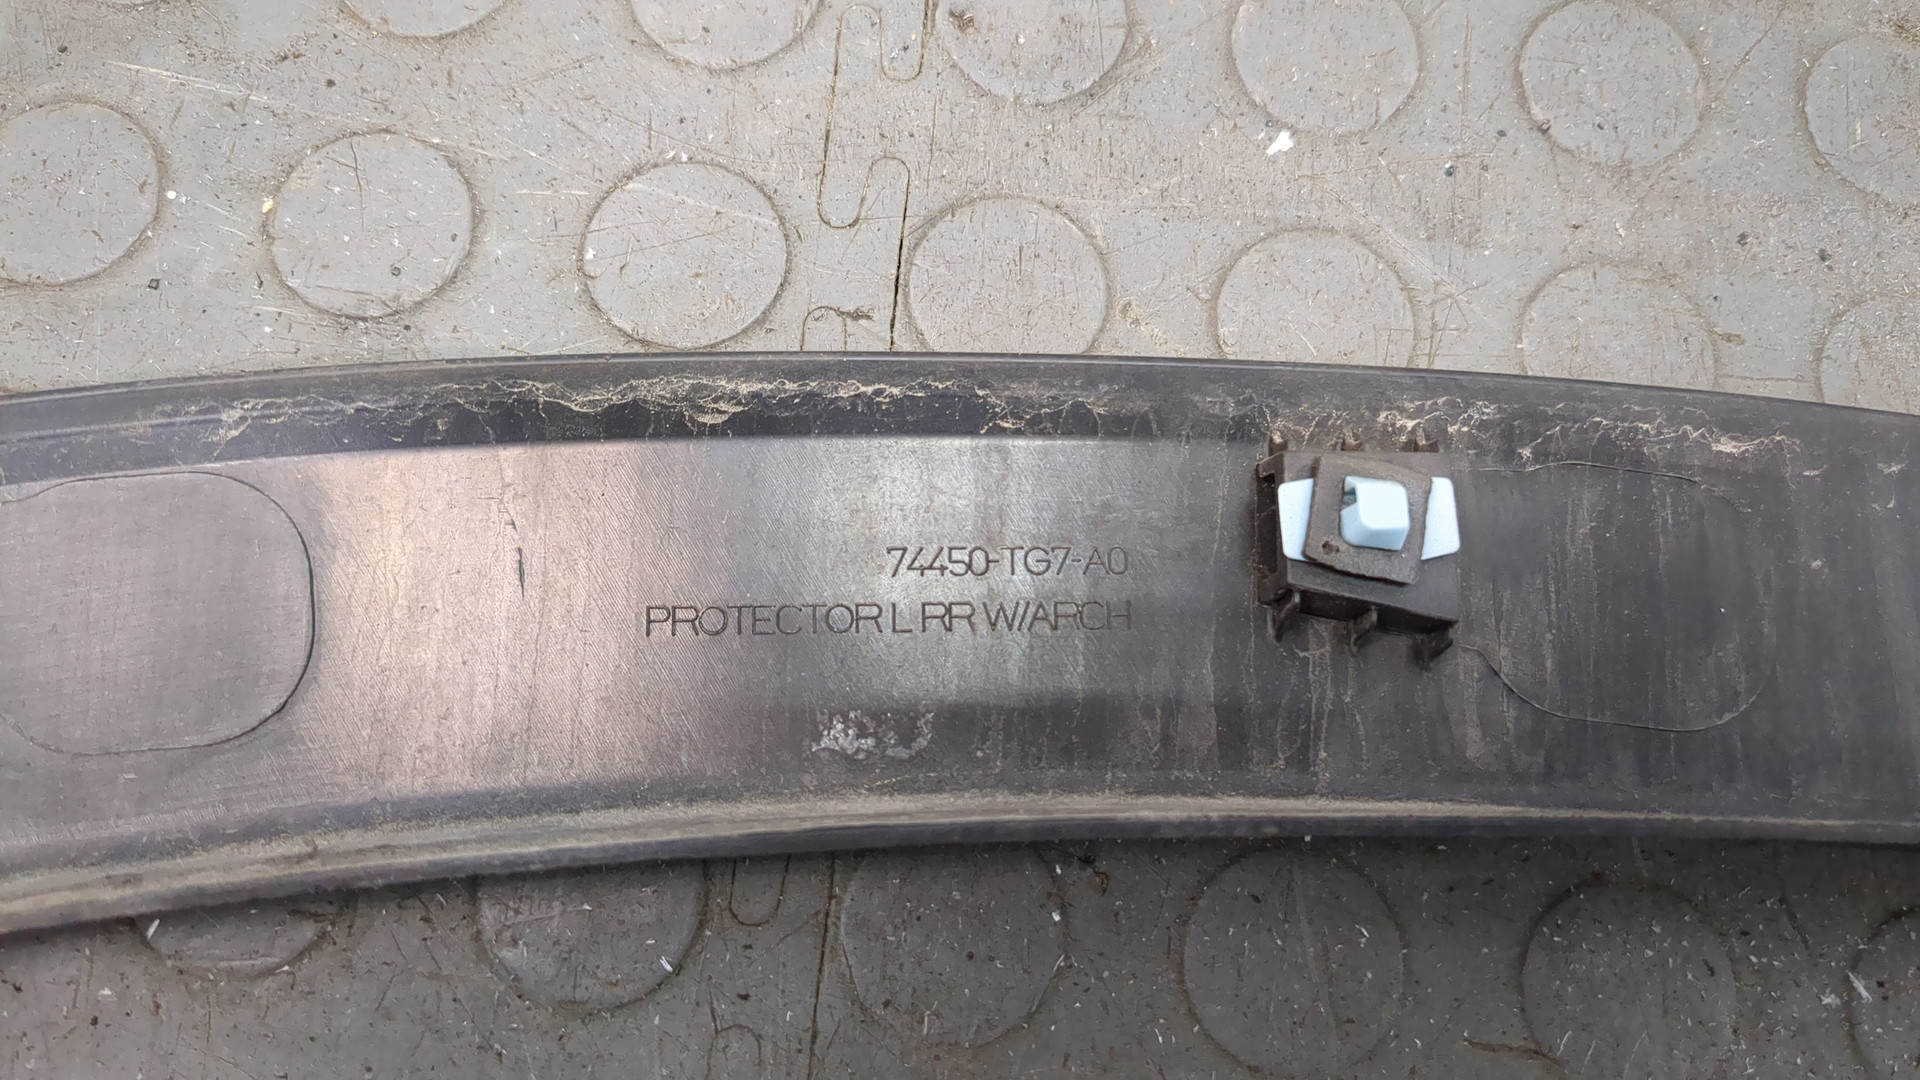 74450-TG7-A0
PROTECTOR L RR W/ARCH